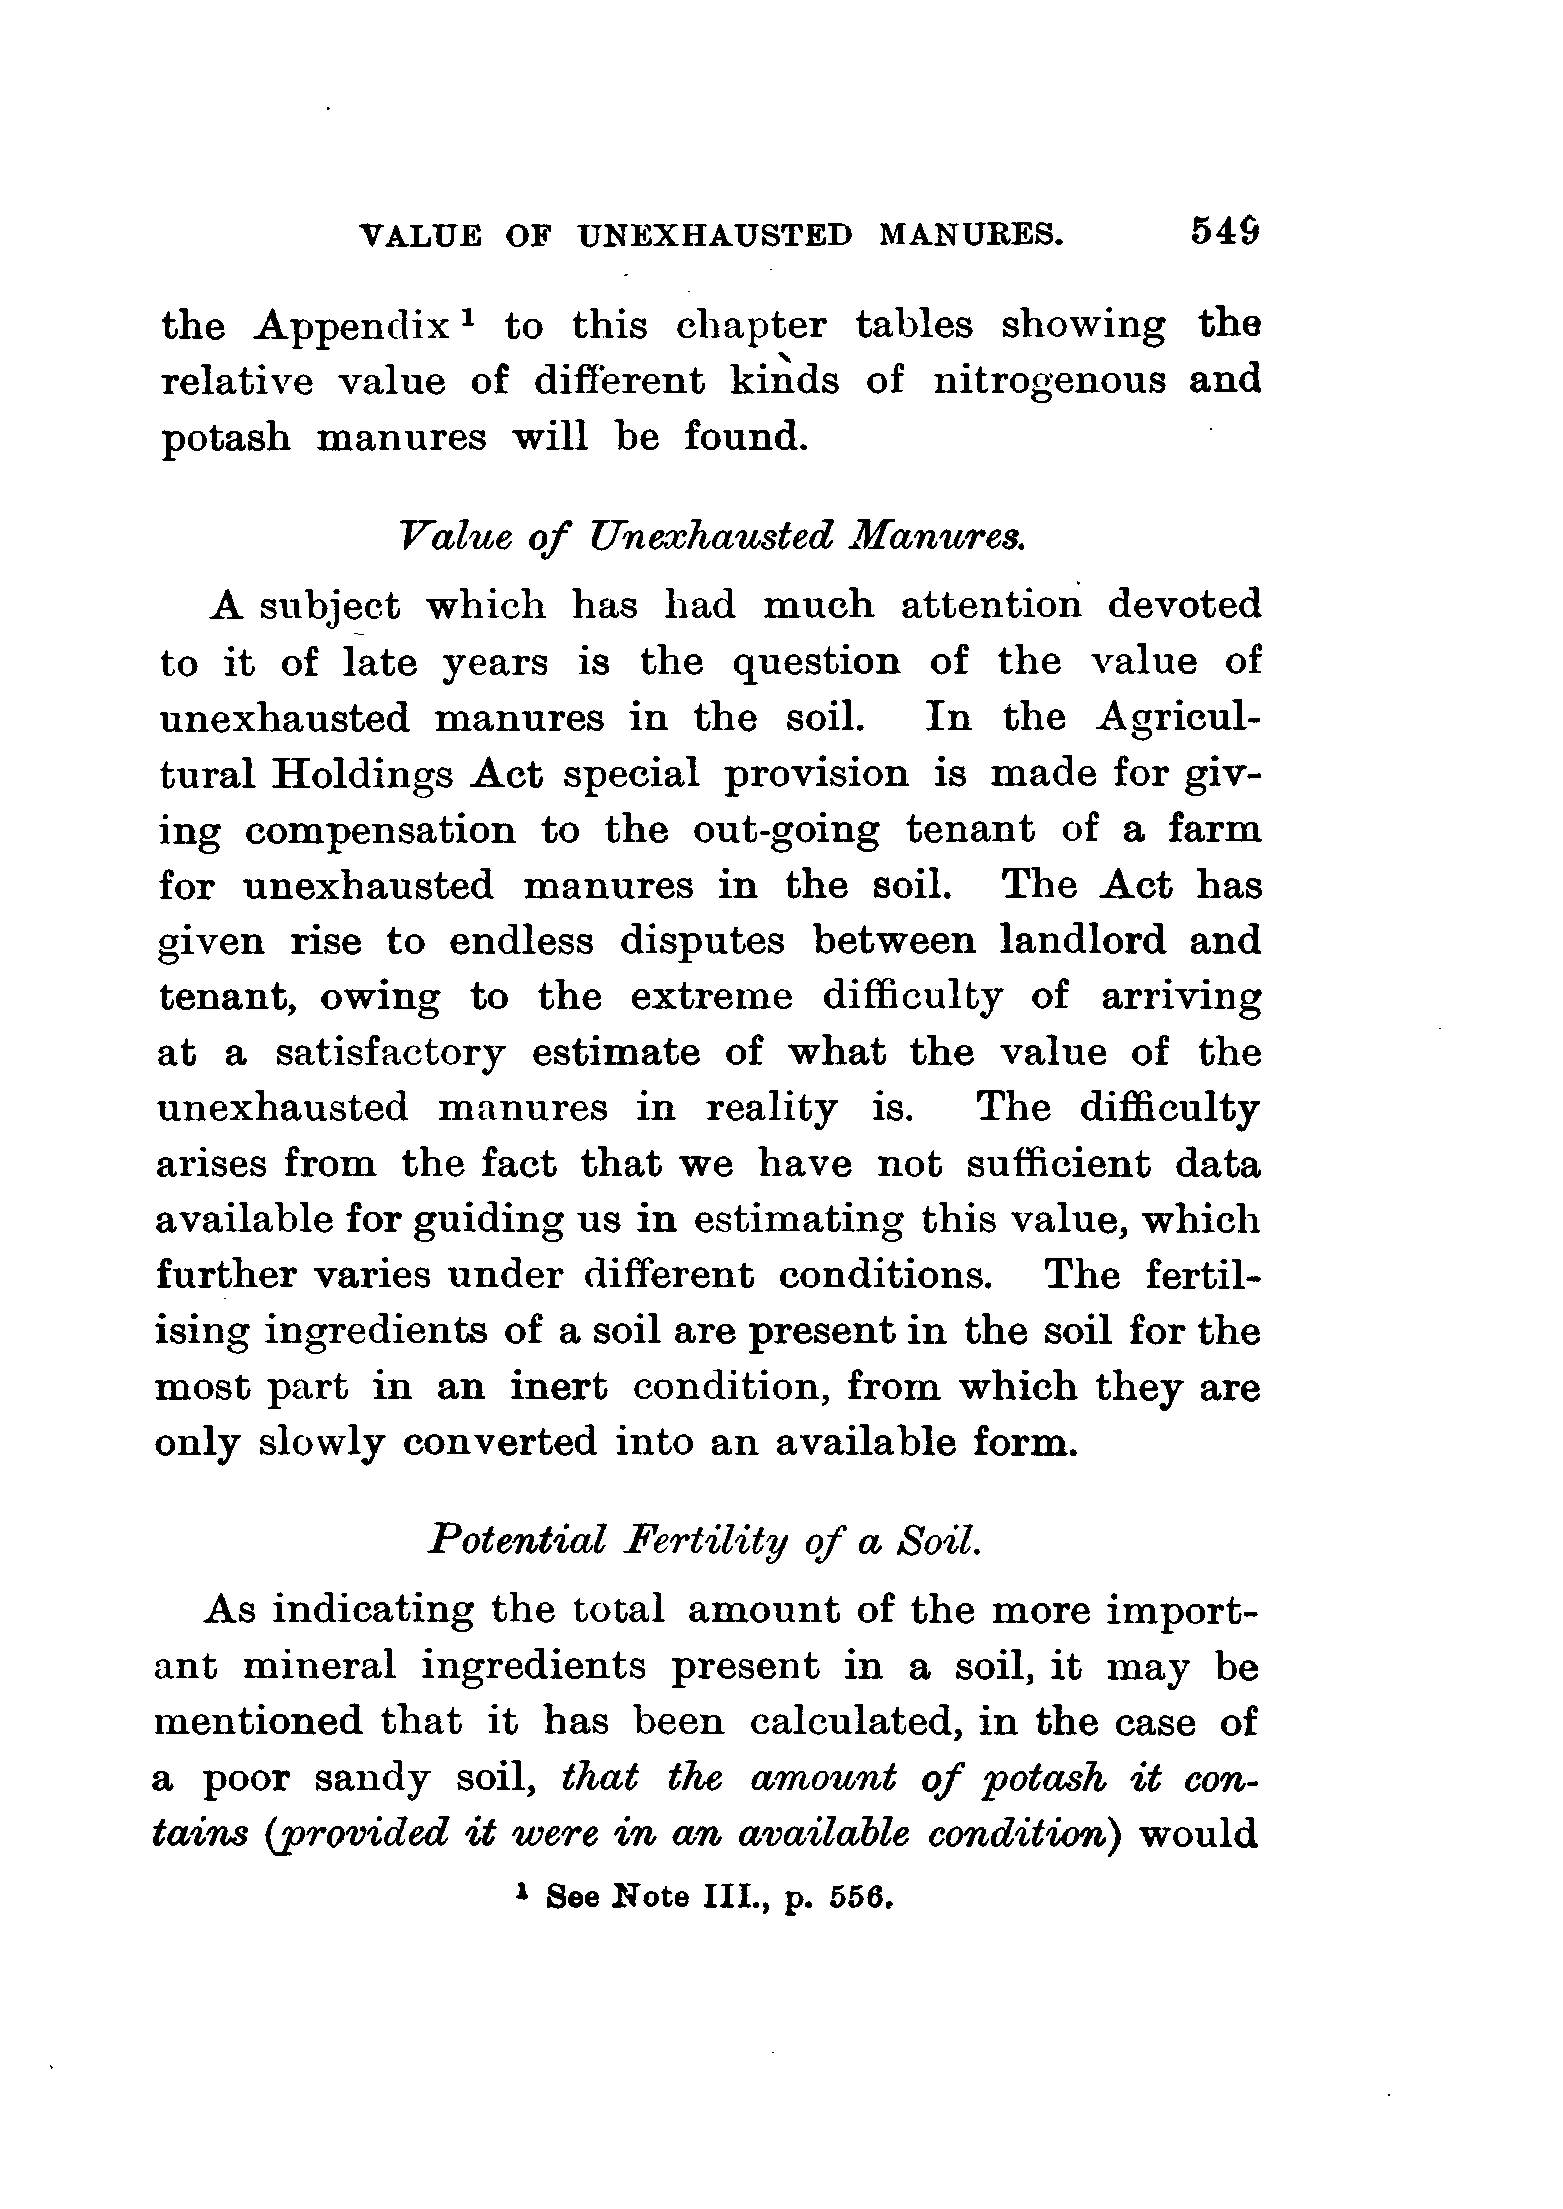 VALUE OF UNEXHAUSTED MANURES. 549
the Appendix ¹ to this chapter tables showing the
relative value of different kinds of nitrogenous and
potash manures will be found.
Value of Unexhausted Manures.
A subject which has had much attention devoted
to it of late years is the question of the value of
unexhausted manures in the soil. In the Agricul-
tural Holdings Act special provision is made for giv-
ing compensation to the out-going tenant of a farm
for unexhausted manures in the soil. The Act has
given rise to endless disputes between landlord and
tenant, owing to the extreme difficulty of arriving
at a satisfactory estimate of what the value of the
unexhausted manures in reality is. The difficulty
arises from the fact that we have not sufficient data
available for guiding us in estimating this value, which
further varies under different conditions. The fertil-
ising ingredients of a soil are present in the soil for the
most part in an inert condition, from which they are
only slowly converted into an available form.
Potential Fertility of a Soil.
As indicating the total amount of the more import-
ant mineral ingredients present in a soil, it may be
mentioned that it has been calculated, in the case of
a poor sandy soil, that the amount of potash it con-
tains (provided it were in an available condition) would
¹ See Note III., p. 556.